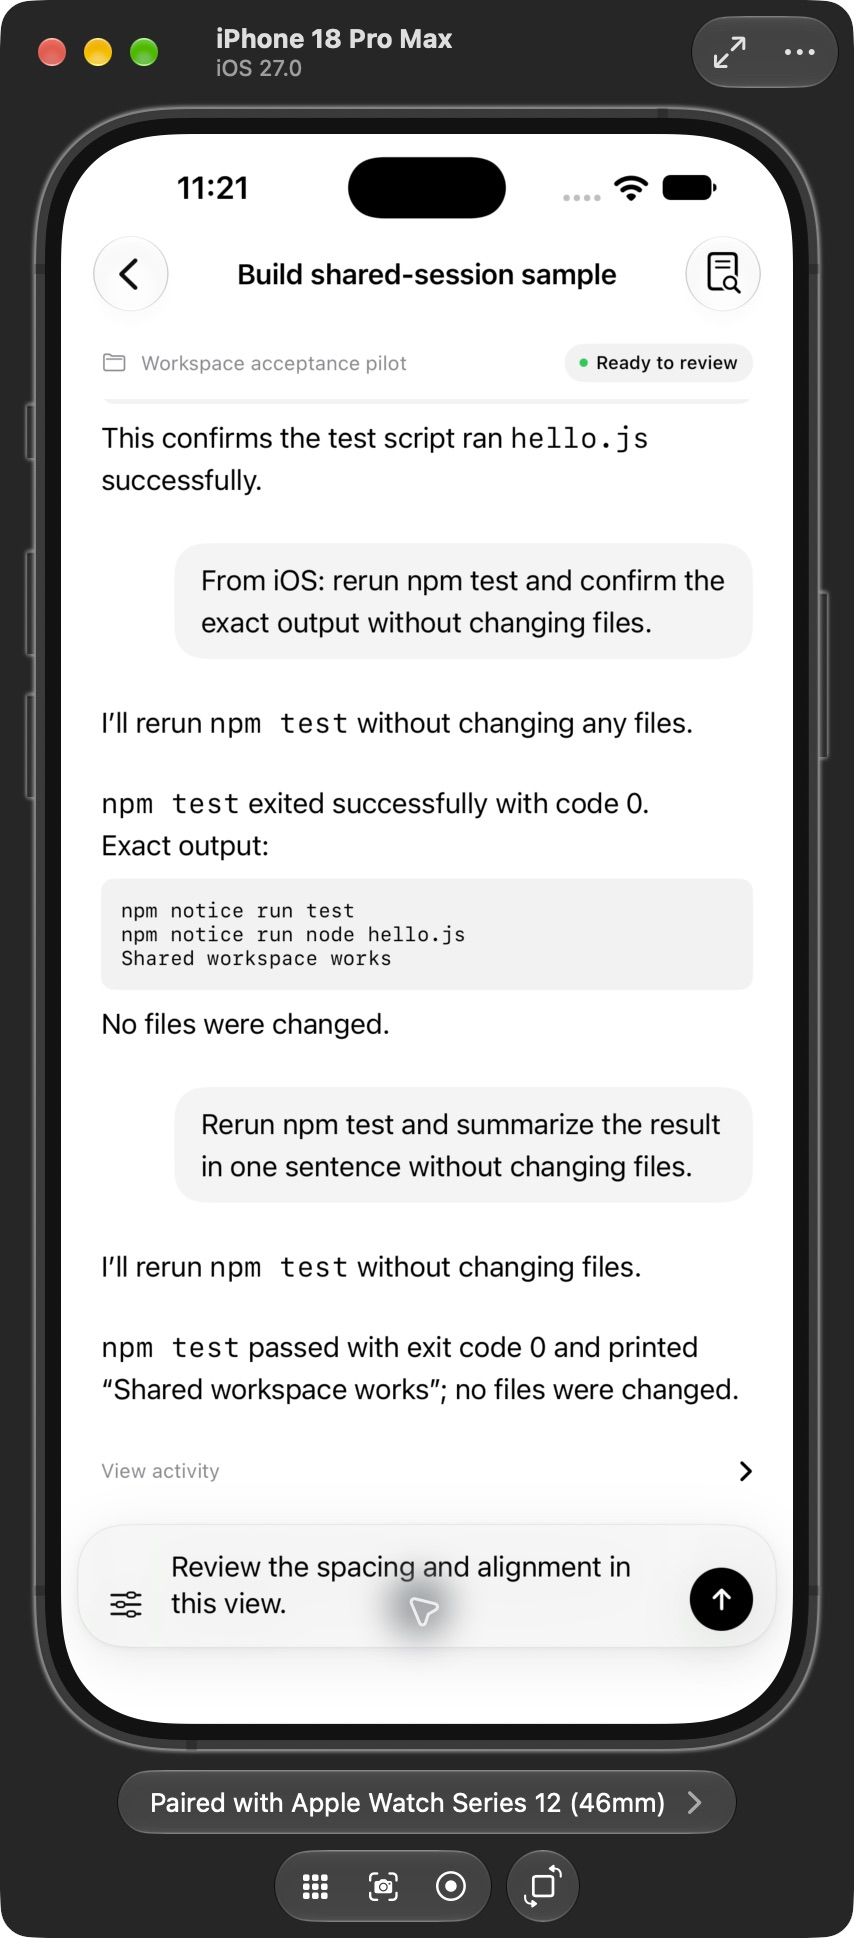 iPhone 18 Pro Max
iOS 27.0
11:21
Build shared-session sample
Workspace acceptance pilot
Ready to review
This confirms the test script ran hello.js
successfully.
From iOS: rerun npm test and confirm the
exact output without changing files.
I’ll rerun npm test without changing any files.
npm test exited successfully with code 0.
Exact output:
npm notice run test
npm notice run node hello.js
Shared workspace works
No files were changed.
Rerun npm test and summarize the result
in one sentence without changing files.
I’ll rerun npm test without changing files.
npm test passed with exit code 0 and printed
“Shared workspace works”; no files were changed.
View activity
Review the spacing and alignment in
this view.
Paired with Apple Watch Series 12 (46mm)